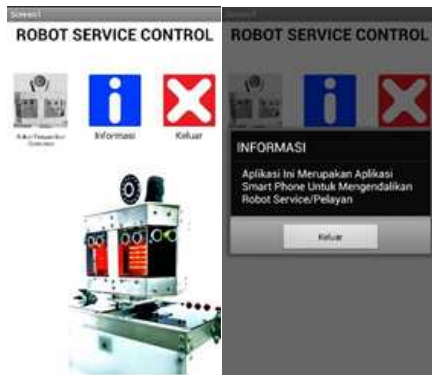 Screen1
ROBOT SERVICE CONTROL
Informasi
Keluar
Screen1
ROBOT SERVICE CONTROL
INFORMASI
Aplikasi Ini Merupakan Aplikasi
Smart Phone Untuk Mengendalikan
Robot Service/Pelayan
Keluar